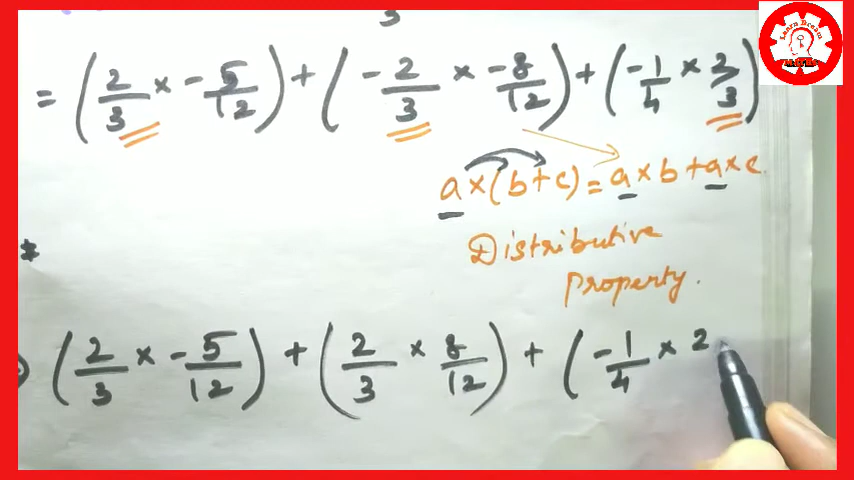 3
= (2/3 × -5/12) + (-2/3 × -8/12) + (-1/4 × 2/3)
a × (b + c) = a × b + a × c
Distributive
Property.
*
(2/3 × -5/12) + (2/3 × 8/12) + (-1/4 × 2